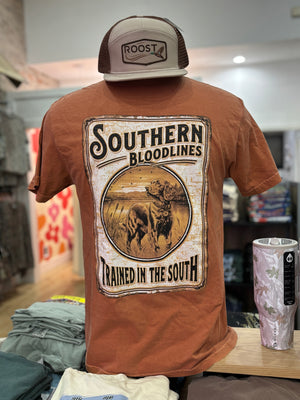 ROOST
SOUTHERN
BLOODLINES
TRAINED IN THE SOUTH